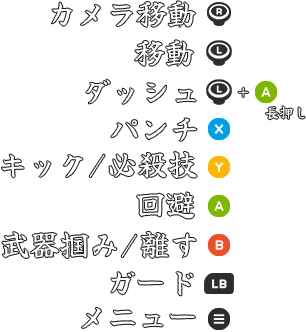 カメラ移動 R
移動 L
ダッシュ L + A
長押し
パンチ X
キック/必殺技 Y
回避 A
武器掴み/離す B
ガード LB
メニュー